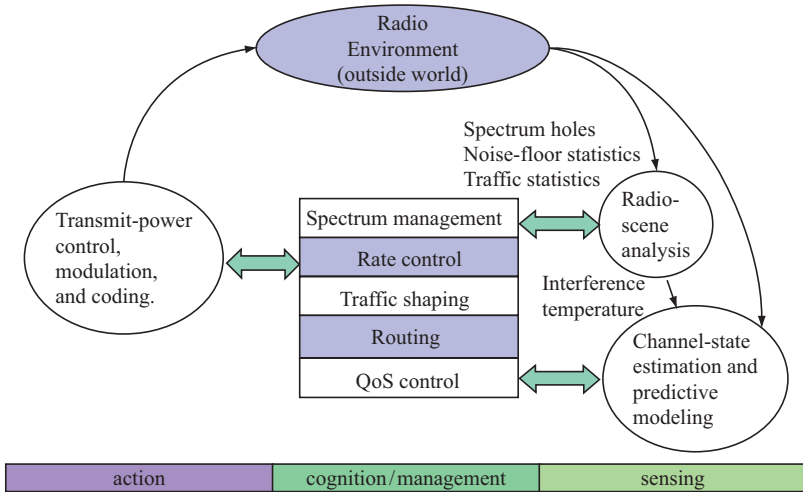 Radio
Environment
(outside world)
Spectrum holes
Noise-floor statistics
Traffic statistics
Radio-
scene
analysis
Transmit-power
control,
modulation,
and coding.
Spectrum management
Rate control
Traffic shaping
Routing
QoS control
Interference
temperature
Channel-state
estimation and
predictive
modeling
action
cognition/management
sensing